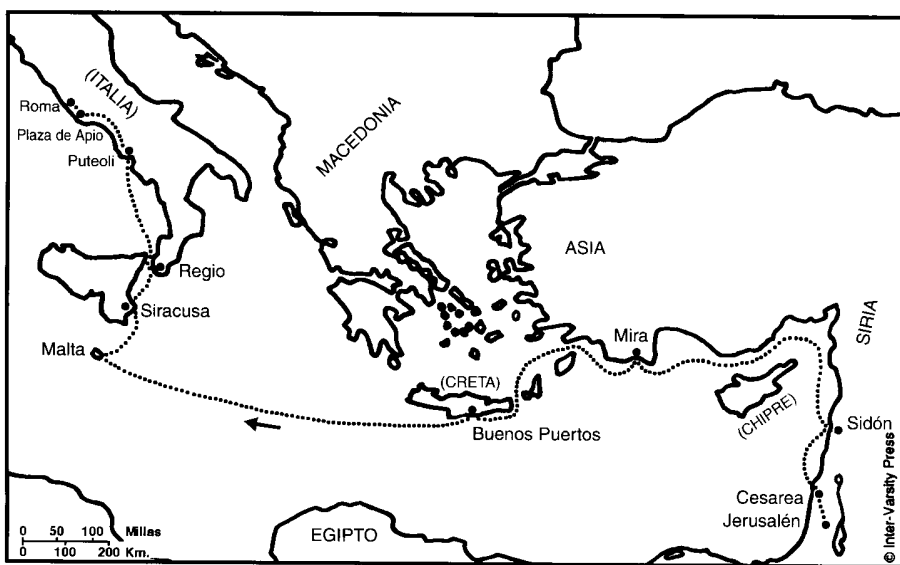 (ITALIA)
Roma
Plaza de Apio
Puteoli
MACEDONIA
ASIA
Regio
Siracusa
Malta
SIRIA
Mira
(CRETA)
Buenos Puertos
(CHIPRE)
Sidón
Cesarea
Jerusalén
EGIPTO
0 50 100 Millas
0 100 200 Km.
© Inter-Varsity Press